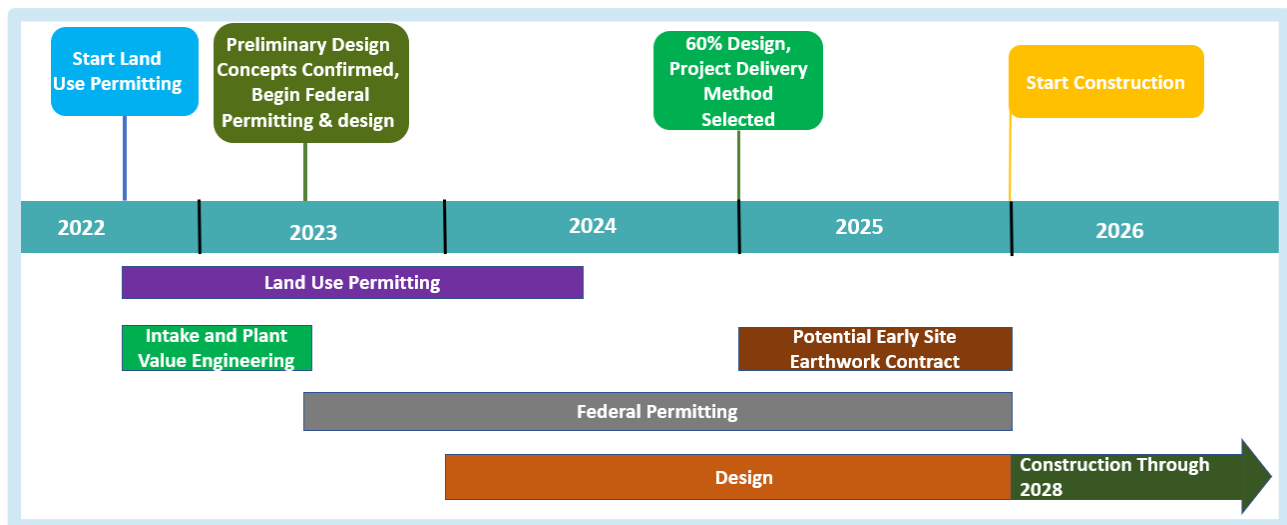 Start Land
Use Permitting
Preliminary Design
Concepts Confirmed,
Begin Federal
Permitting & design
60% Design,
Project Delivery
Method
Selected
Start Construction
2022
2023
2024
2025
2026
Land Use Permitting
Intake and Plant
Value Engineering
Potential Early Site
Earthwork Contract
Federal Permitting
Design
Construction Through
2028